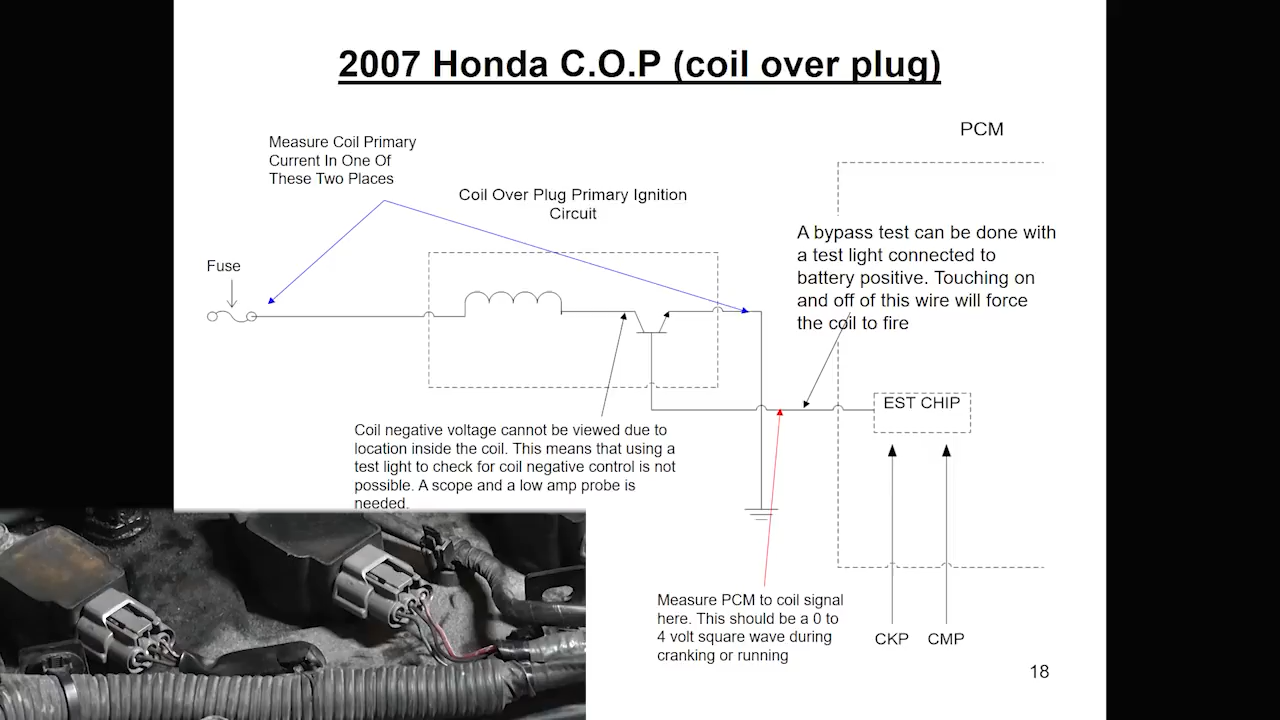 2007 Honda C.O.P (coil over plug)
PCM
Measure Coil Primary
Current In One Of
These Two Places
Coil Over Plug Primary Ignition
Circuit
A bypass test can be done with
a test light connected to
battery positive. Touching on
and off of this wire will force
the coil to fire
Fuse
EST CHIP
Coil negative voltage cannot be viewed due to
location inside the coil. This means that using a
test light to check for coil negative control is not
possible. A scope and a low amp probe is
needed.
Measure PCM to coil signal
here. This should be a 0 to
4 volt square wave during
cranking or running
CKP
CMP
18